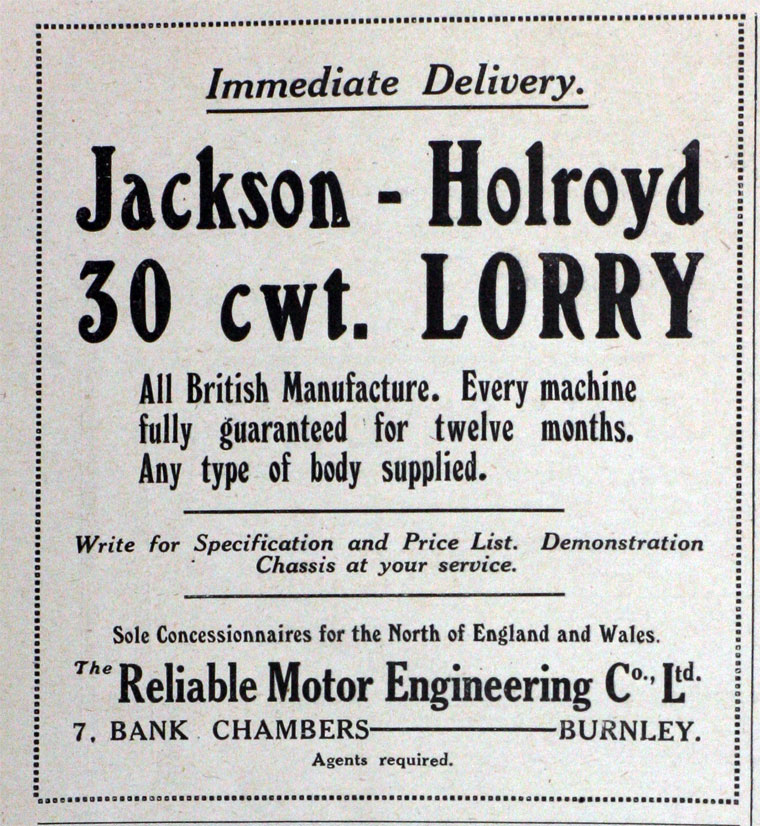 Immediate Delivery.
Jackson - Holroyd
30 cwt. LORRY
All British Manufacture. Every machine
fully guaranteed for twelve months.
Any type of body supplied.
Write for Specification and Price List. Demonstration
Chassis at your service.
Sole Concessionnaires for the North of England and Wales.
The Reliable Motor Engineering Co., Ltd.
7, BANK CHAMBERS——BURNLEY.
Agents required.